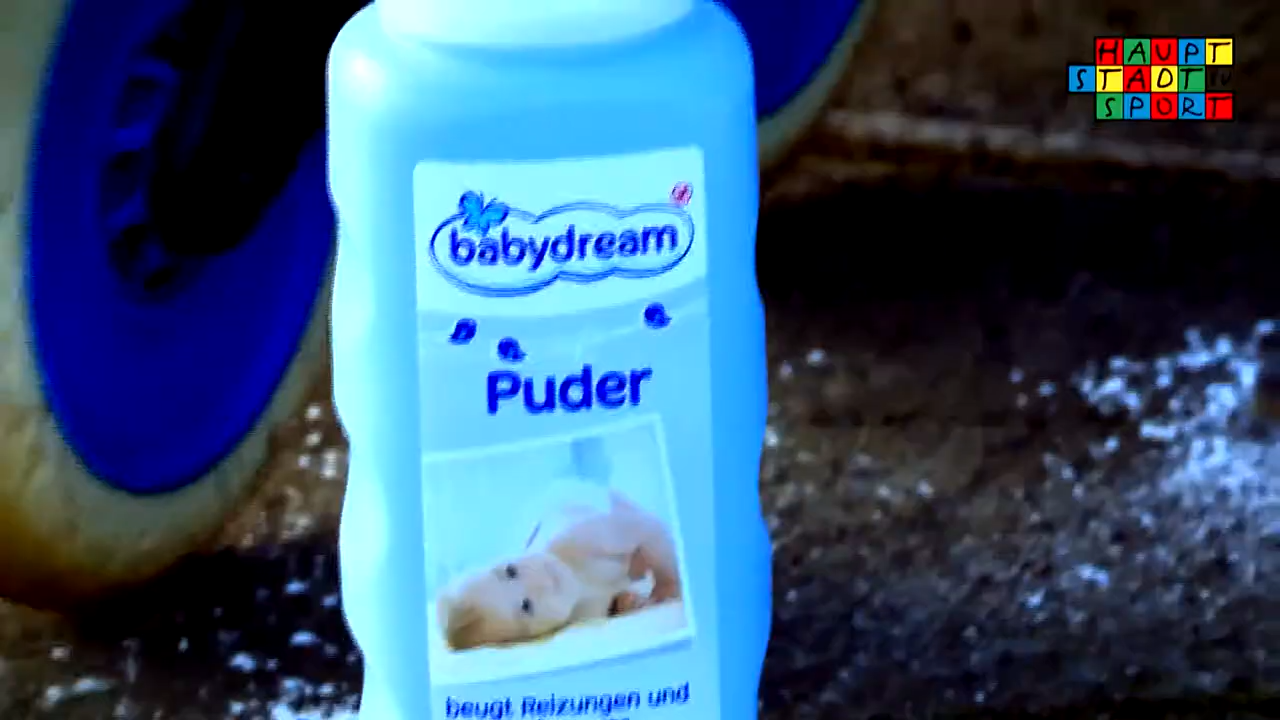 HAUPT
STADT
SPORT
babydream
Puder
beugt Reizungen und